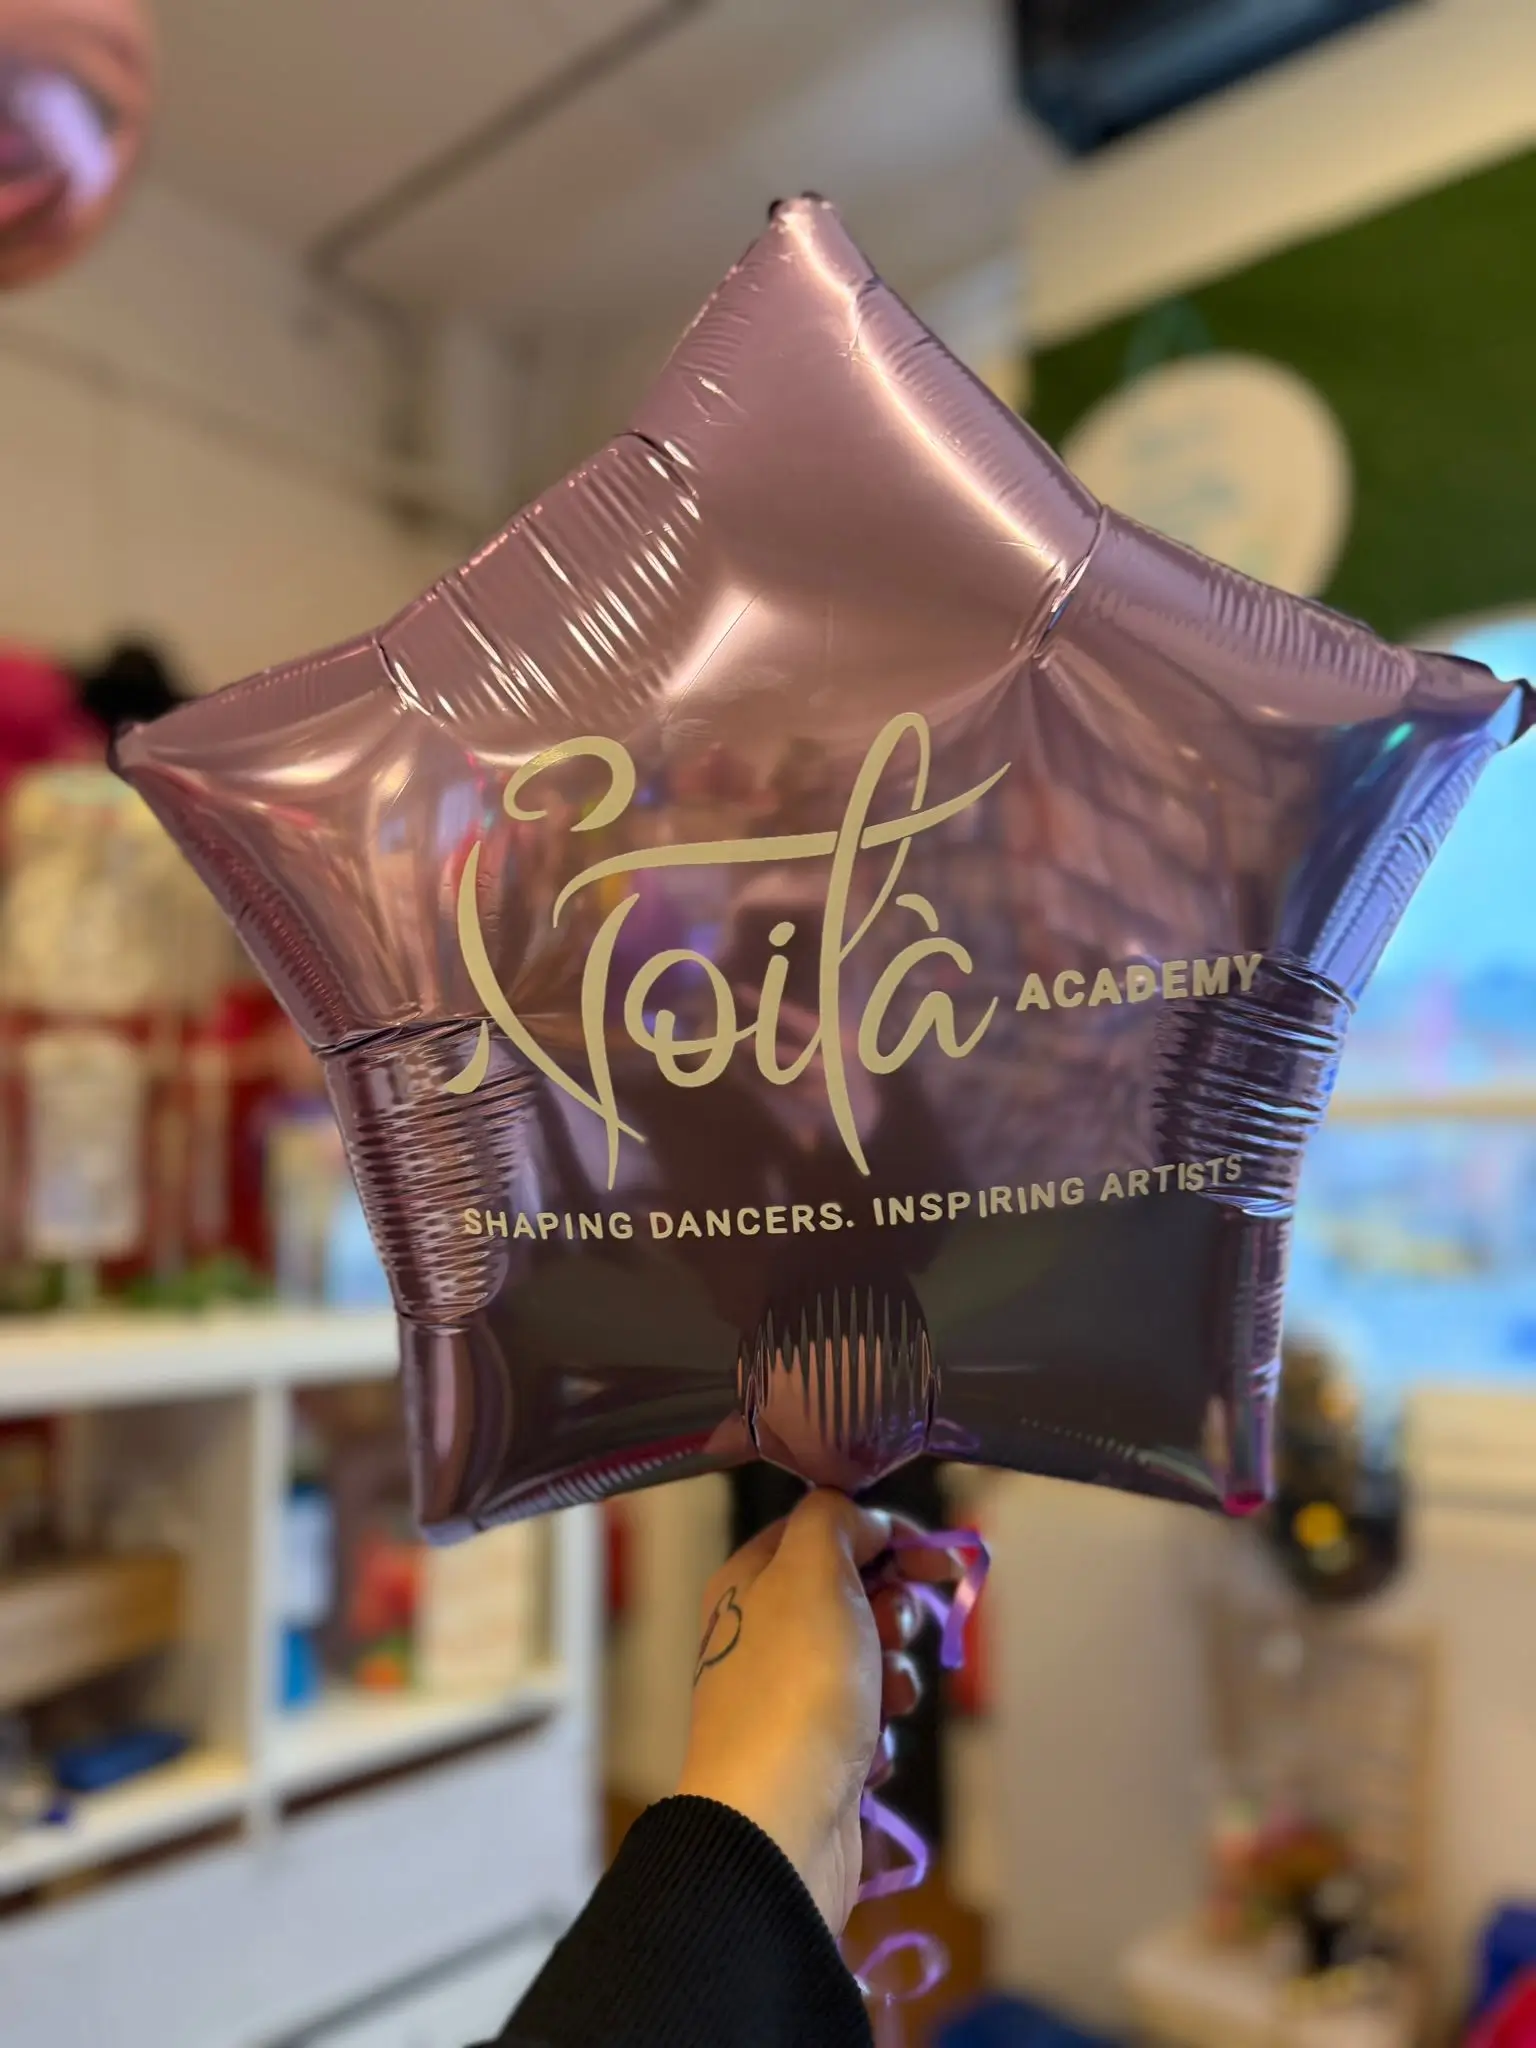 Voilà ACADEMY
SHAPING DANCERS. INSPIRING ARTISTS